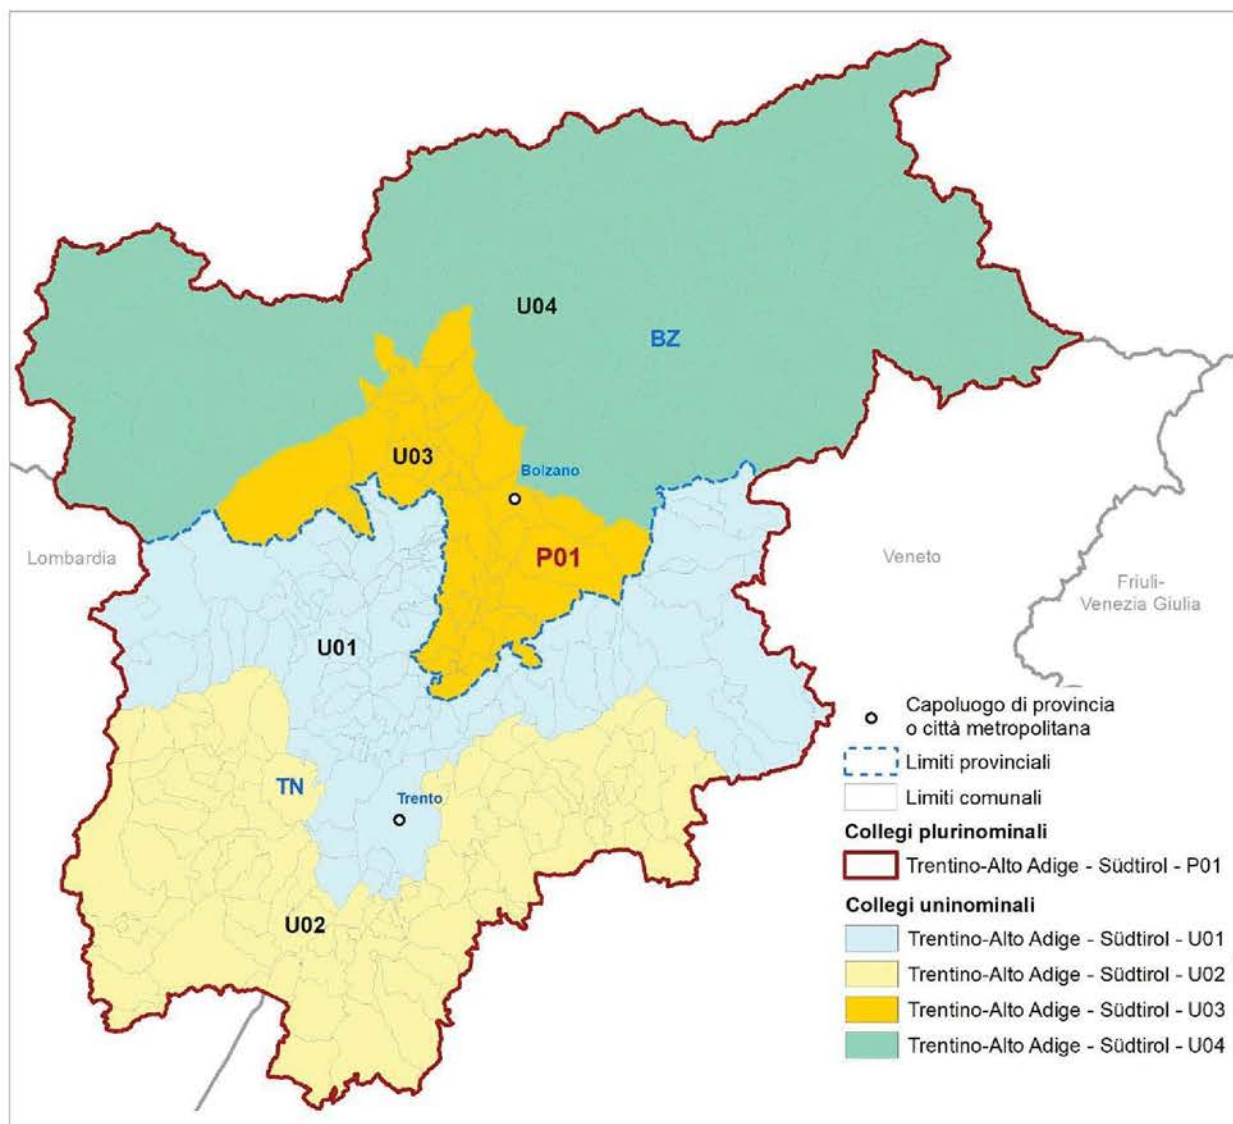 U04
BZ
U03
Bolzano
P01
Lombardia
Veneto
Friuli-
Venezia Giulia
U01
TN
Trento
U02
Capoluogo di provincia
o città metropolitana
Limiti provinciali
Limiti comunali
Collegi plurinominali
Trentino-Alto Adige - Südtirol - P01
Collegi uninominali
Trentino-Alto Adige - Südtirol - U01
Trentino-Alto Adige - Südtirol - U02
Trentino-Alto Adige - Südtirol - U03
Trentino-Alto Adige - Südtirol - U04